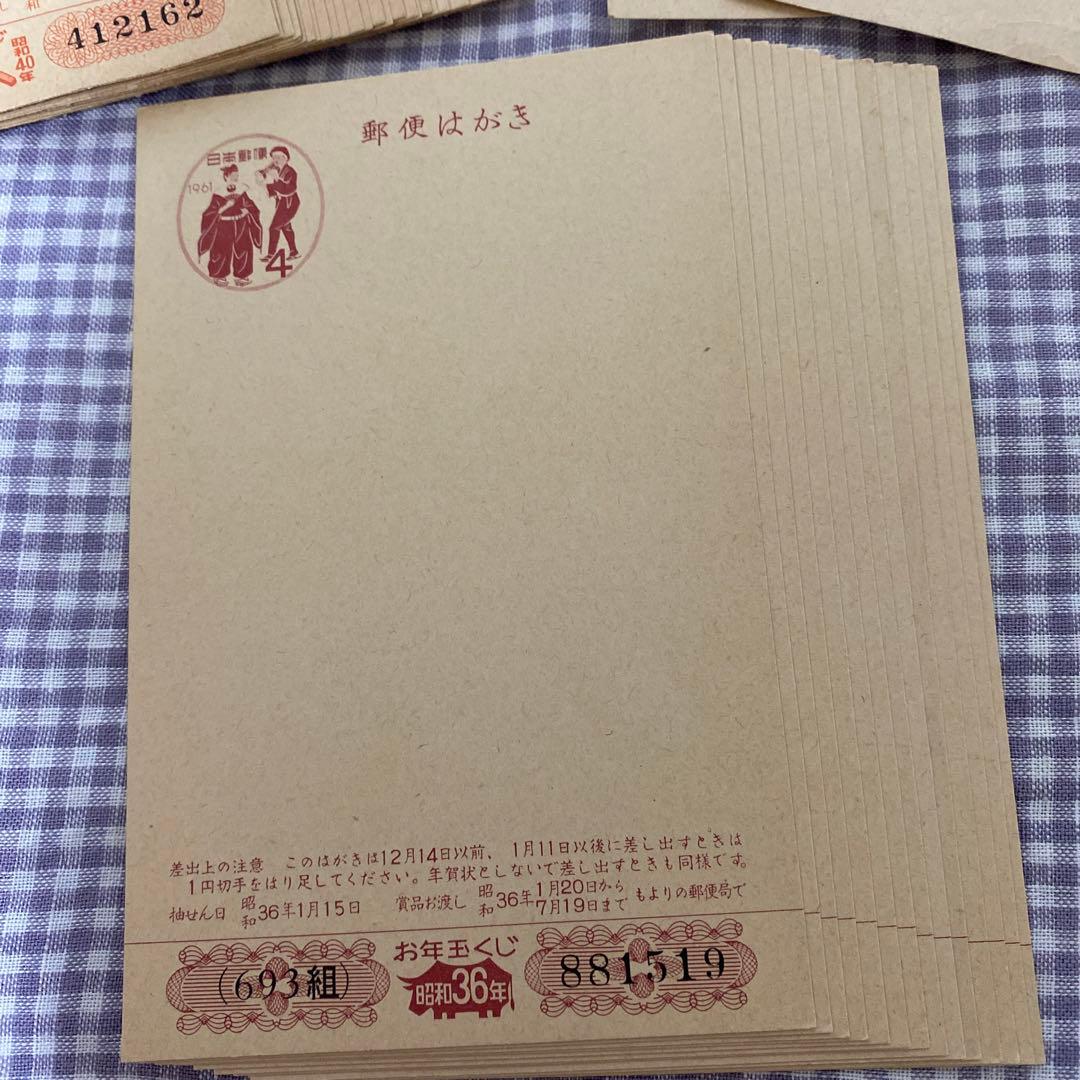 412162
昭和
40年
郵便はがき
日本郵便
1961
4
差出上の注意 このはがきは12月14日以前、1月11日以後に差し出すときは
1円切手をはり足してください。年賀状としないで差し出すときも同様です。
抽せん日 昭和36年1月15日 賞品お渡し 昭和36年1月20日から7月19日まで もよりの郵便局で
(693組)
お年玉くじ
昭和36年
881519